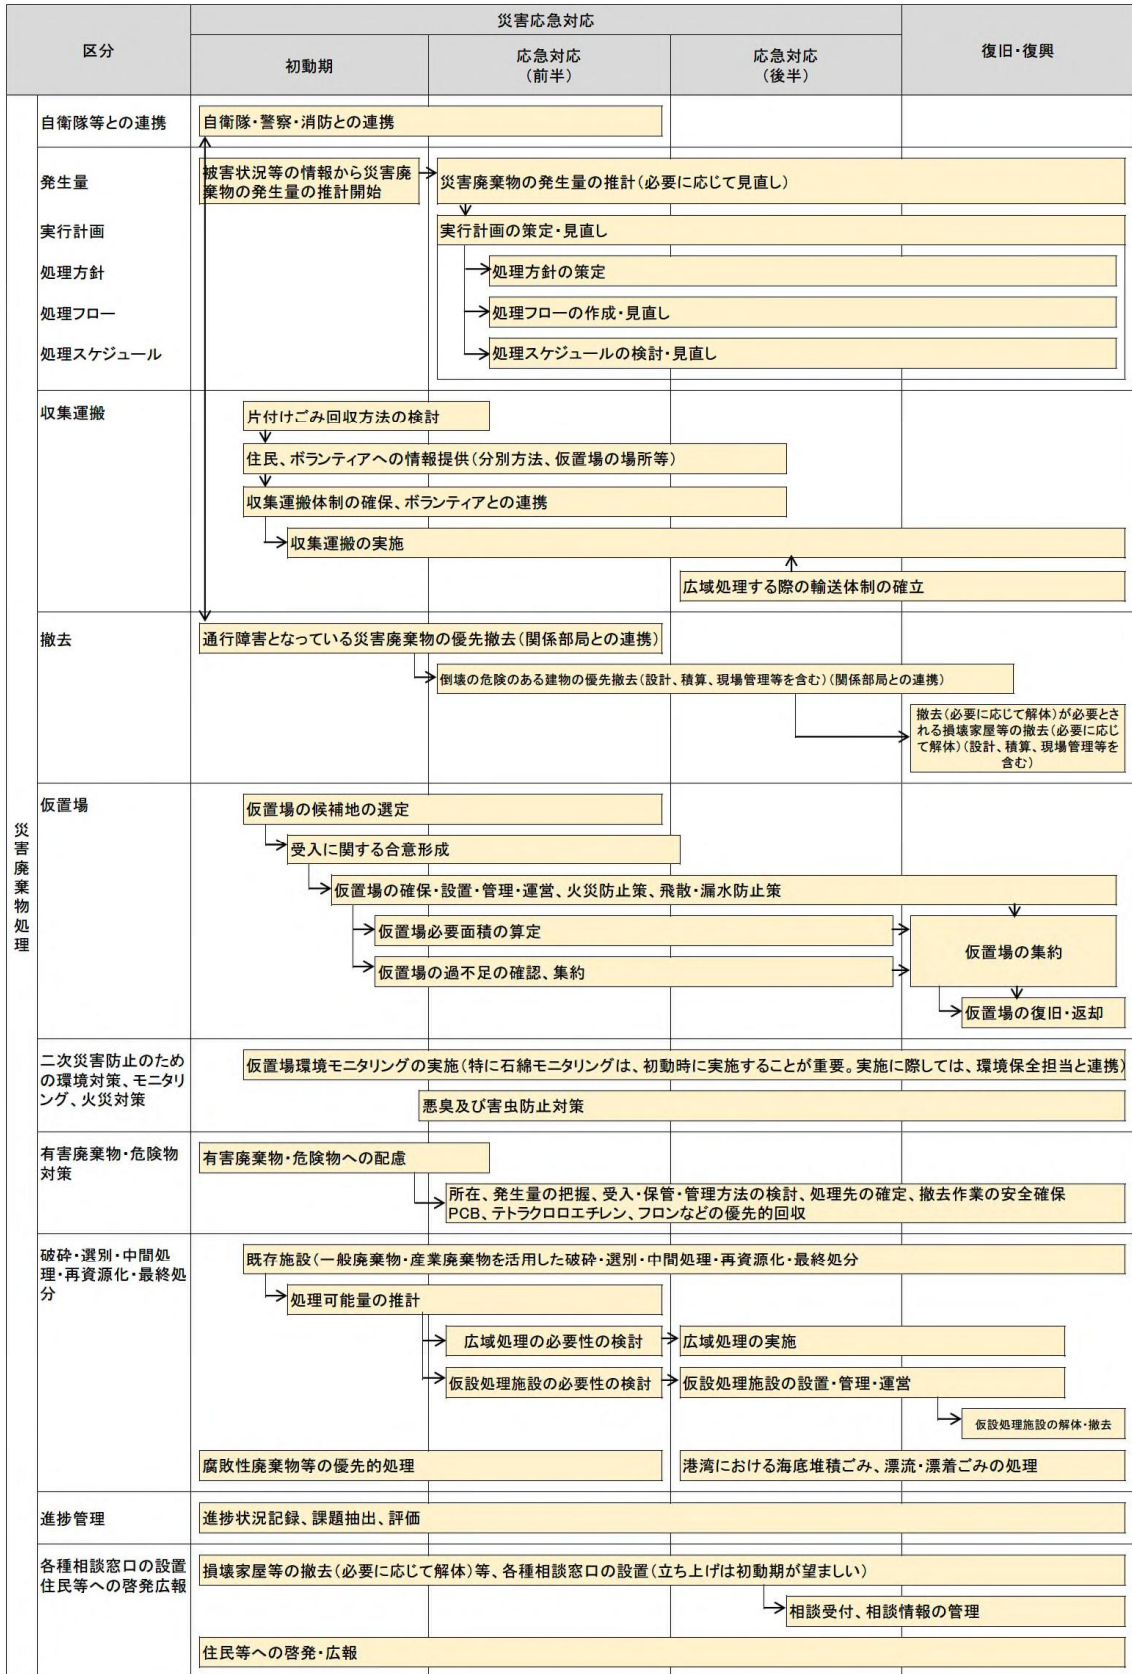 区分
災害応急対応
初動期
応急対応
(前半)
応急対応
(後半)
復旧・復興
災害廃棄物処理
自衛隊等との連携
自衛隊・警察・消防との連携
発生量
被害状況等の情報から災害廃
棄物の発生量の推計開始
災害廃棄物の発生量の推計(必要に応じて見直し)
実行計画
実行計画の策定・見直し
処理方針
処理方針の策定
処理フロー
処理フローの作成・見直し
処理スケジュール
処理スケジュールの検討・見直し
収集運搬
片付けごみ回収方法の検討
住民、ボランティアへの情報提供(分別方法、仮置場の場所等)
収集運搬体制の確保、ボランティアとの連携
収集運搬の実施
広域処理する際の輸送体制の確立
撤去
通行障害となっている災害廃棄物の優先撤去(関係部局との連携)
倒壊の危険のある建物の優先撤去(設計、積算、現場管理等を含む)(関係部局との連携)
撤去(必要に応じて解体)が必要とさ
れる損壊家屋等の撤去(必要に応じ
て解体)(設計、積算、現場管理等を
含む)
仮置場
仮置場の候補地の選定
受入に関する合意形成
仮置場の確保・設置・管理・運営、火災防止策、飛散・漏水防止策
仮置場必要面積の算定
仮置場の過不足の確認、集約
仮置場の集約
仮置場の復旧・返却
二次災害防止のため
の環境対策、モニタリ
ング、火災対策
仮置場環境モニタリングの実施(特に石綿モニタリングは、初動時に実施することが重要。実施に際しては、環境保全担当と連携)
悪臭及び害虫防止対策
有害廃棄物・危険物
対策
有害廃棄物・危険物への配慮
所在、発生量の把握、受入・保管・管理方法の検討、処理先の確定、撤去作業の安全確保
PCB、テトラクロロエチレン、フロンなどの優先的回収
破砕・選別・中間処
理・再資源化・最終処
分
既存施設(一般廃棄物・産業廃棄物を活用した破砕・選別・中間処理・再資源化・最終処分
処理可能量の推計
広域処理の必要性の検討
広域処理の実施
仮設処理施設の必要性の検討
仮設処理施設の設置・管理・運営
仮設処理施設の解体・撤去
腐敗性廃棄物等の優先的処理
港湾における海底堆積ごみ、漂流・漂着ごみの処理
進捗管理
進捗状況記録、課題抽出、評価
各種相談窓口の設置
住民等への啓発広報
損壊家屋等の撤去(必要に応じて解体)等、各種相談窓口の設置(立ち上げは初動期が望ましい)
相談受付、相談情報の管理
住民等への啓発・広報